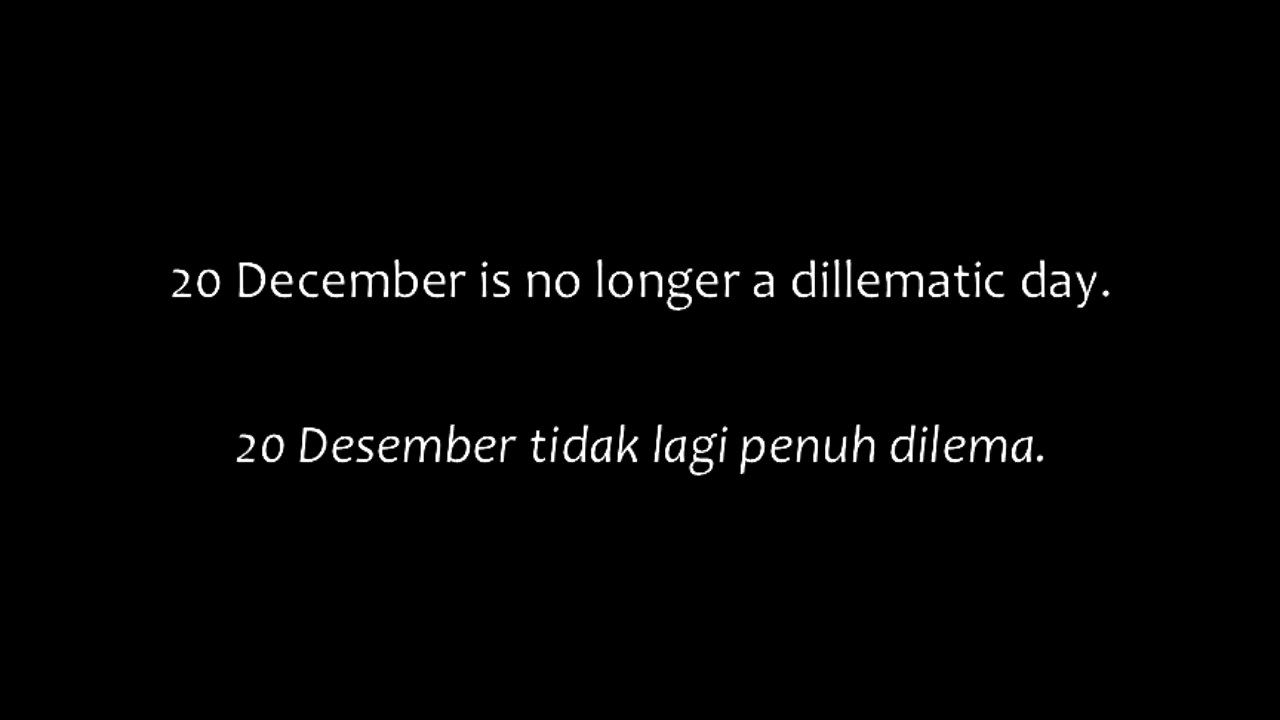 20 December is no longer a dillematic day.
20 Desember tidak lagi penuh dilema.